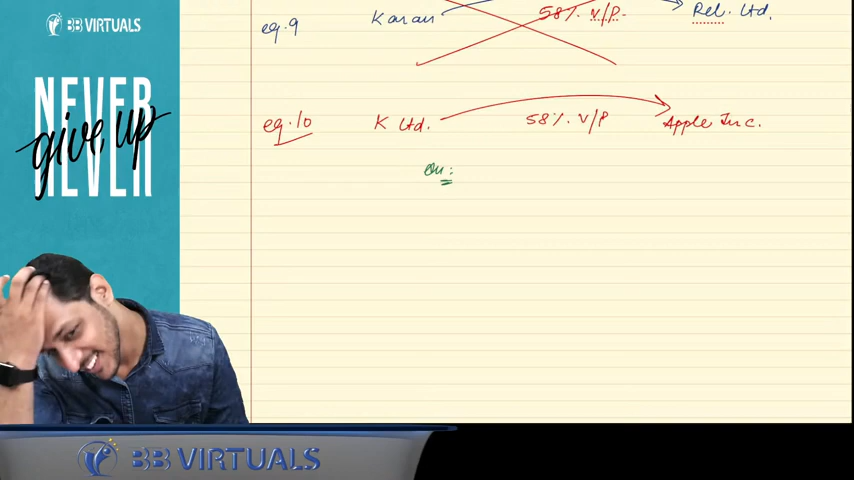 BB VIRTUALS
NEVER
give up
NEVER
eg.9 Karan 58% V/P. Rel. Ltd.
eg.10 K Ltd. 58% V/P Apple Inc.
Qu:
BB VIRTUALS